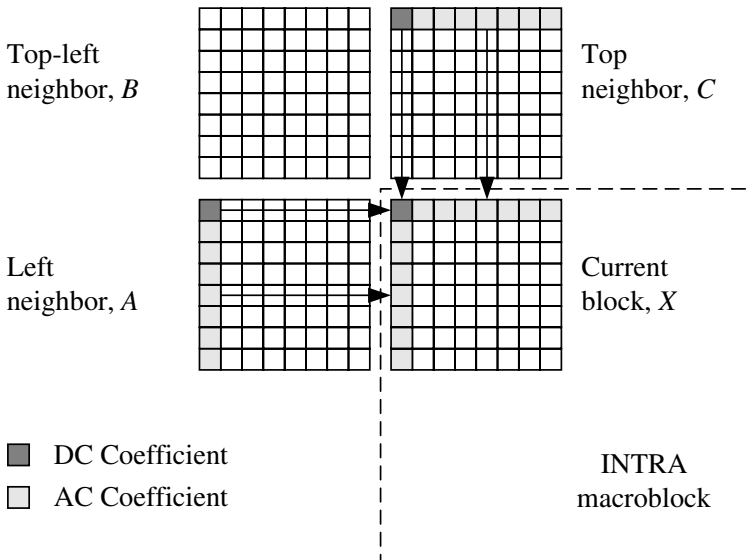 Top-left
neighbor, B
Top
neighbor, C
Left
neighbor, A
Current
block, X
DC Coefficient
AC Coefficient
INTRA
macroblock